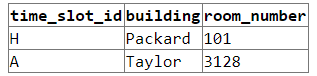 time_slot_id building room_number
H Packard 101
A Taylor 3128